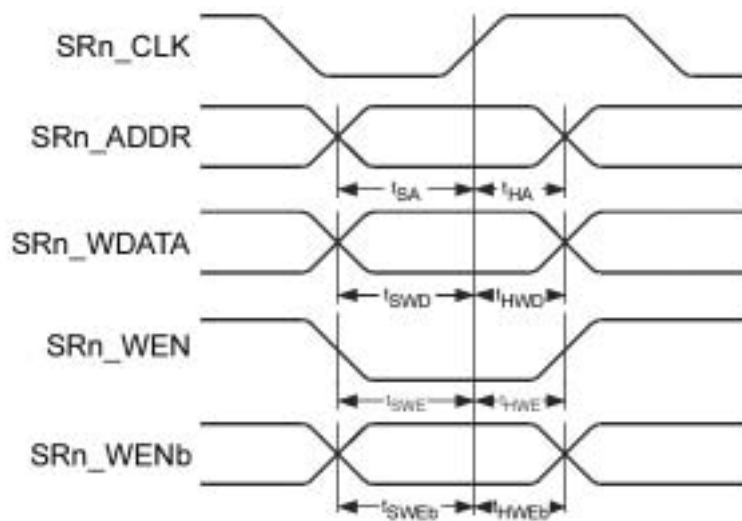 SRn_CLK
SRn_ADDR
tSA tHA
SRn_WDATA
tSWD tHWD
SRn_WEN
tSWE tHWE
SRn_WENb
tSWEb tHWEb